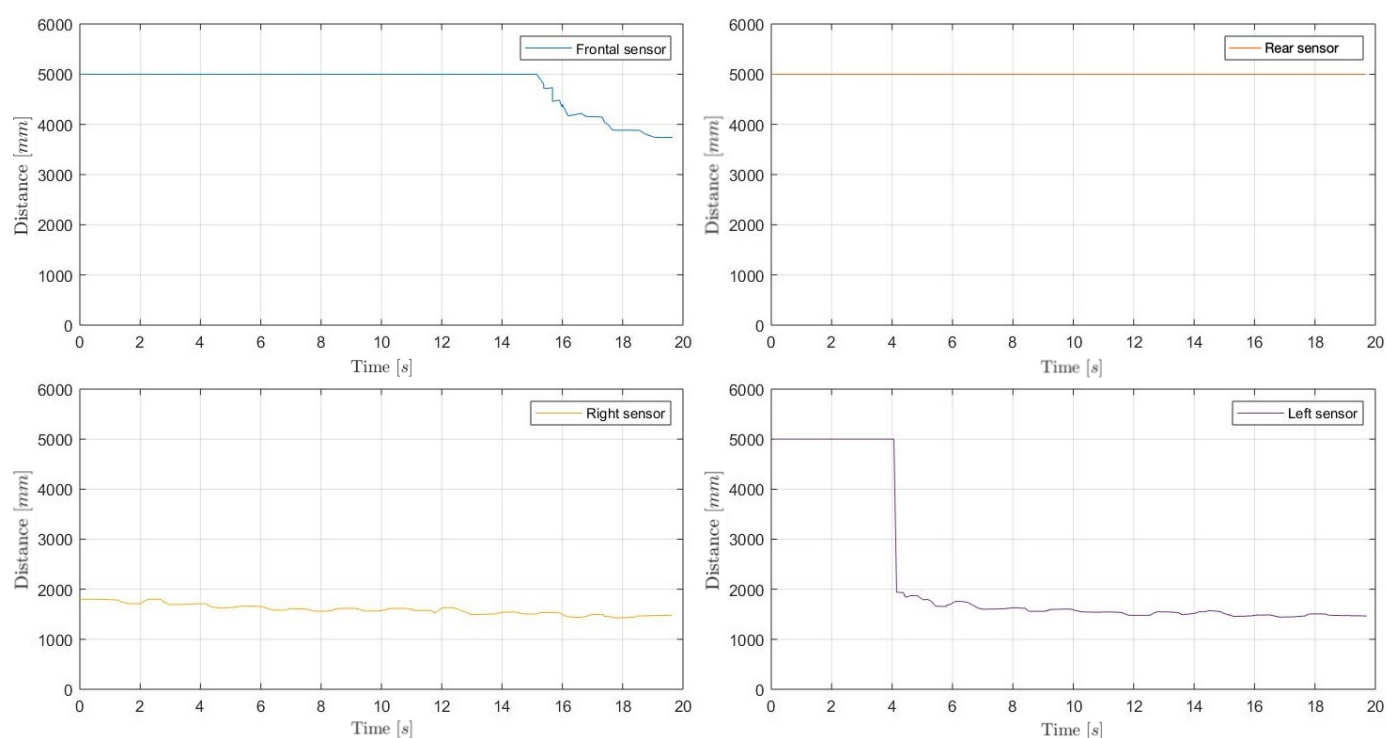 6000
5000
4000
3000
2000
1000
0
Distance [mm]
Frontal sensor
0 2 4 6 8 10 12 14 16 18 20
Time [s]
6000
5000
4000
3000
2000
1000
0
Distance [mm]
Rear sensor
0 2 4 6 8 10 12 14 16 18 20
Time [s]
6000
5000
4000
3000
2000
1000
0
Distance [mm]
Right sensor
0 2 4 6 8 10 12 14 16 18 20
Time [s]
6000
5000
4000
3000
2000
1000
0
Distance [mm]
Left sensor
0 2 4 6 8 10 12 14 16 18 20
Time [s]